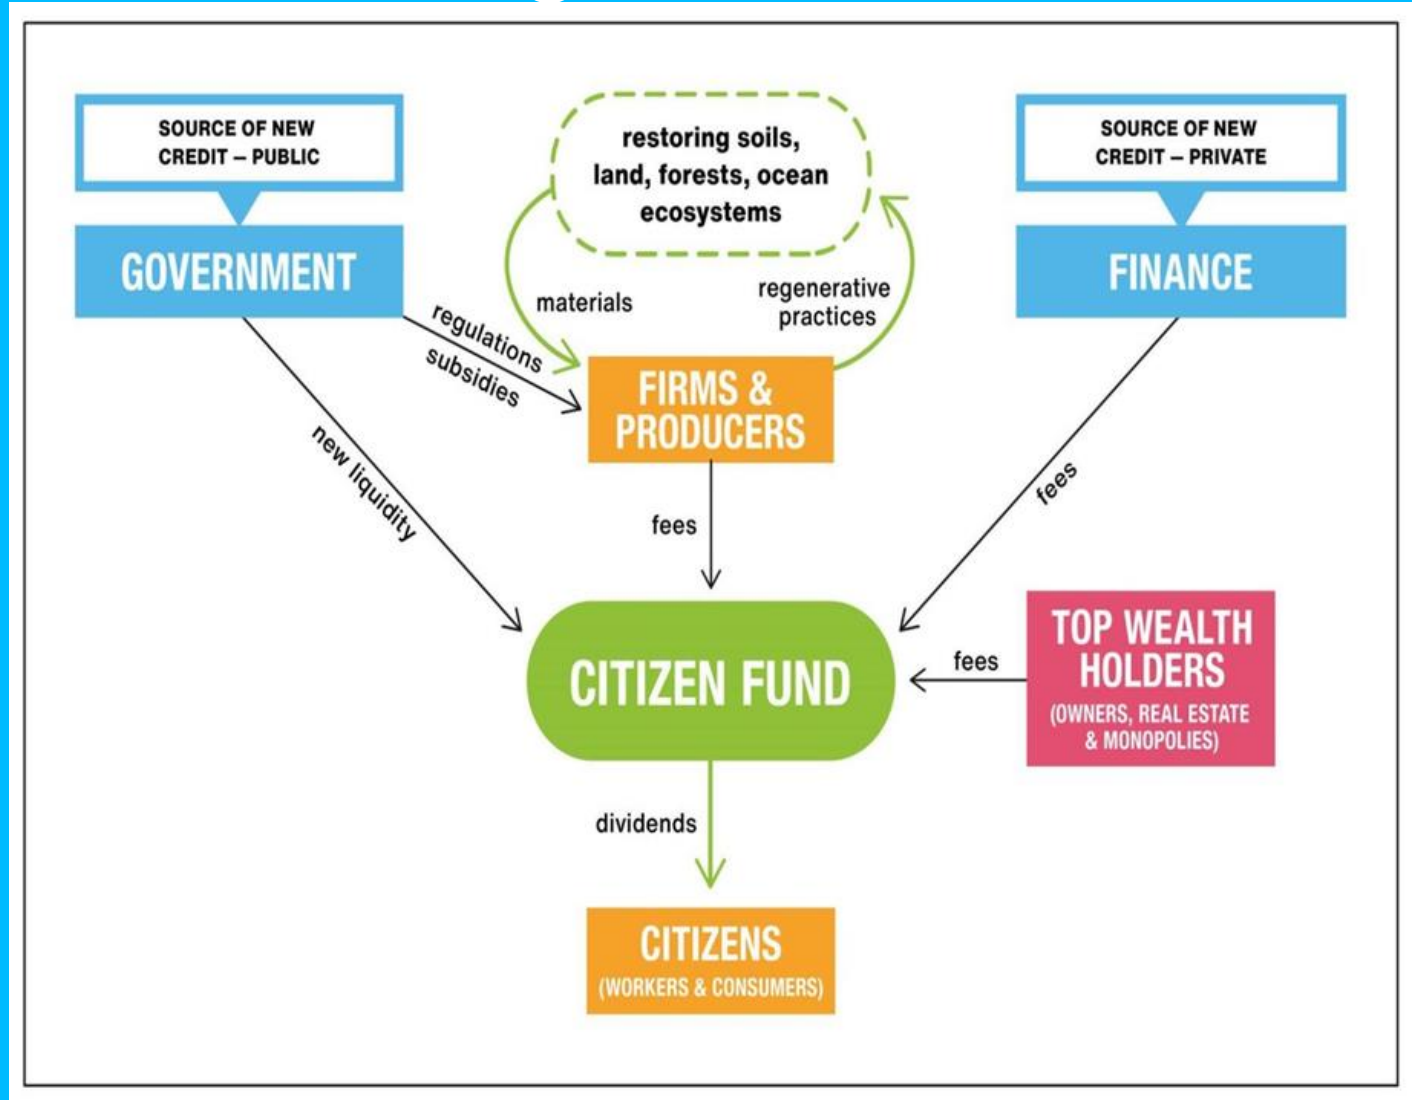 SOURCE OF NEW
CREDIT – PUBLIC
GOVERNMENT
restoring soils,
land, forests, ocean
ecosystems
SOURCE OF NEW
CREDIT – PRIVATE
FINANCE
materials
regenerative
practices
regulations
subsidies
FIRMS &
PRODUCERS
new liquidity
fees
fees
CITIZEN FUND
fees
TOP WEALTH
HOLDERS
(OWNERS, REAL ESTATE
& MONOPOLIES)
dividends
CITIZENS
(WORKERS & CONSUMERS)